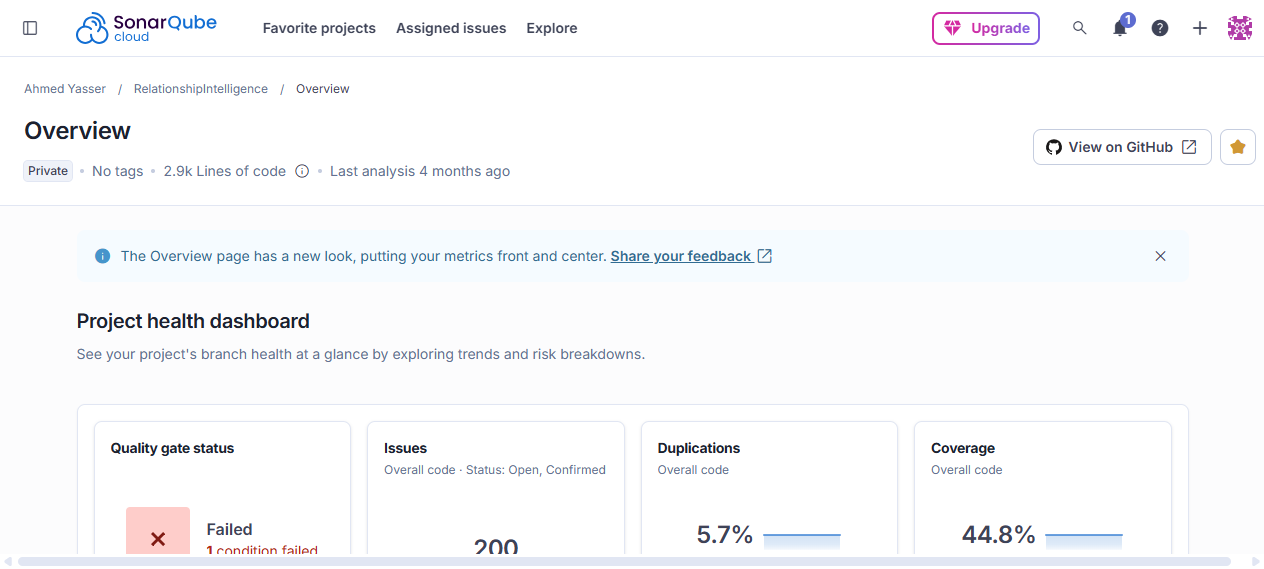 SonarQube cloud Favorite projects Assigned issues Explore Upgrade 1
Ahmed Yasser / RelationshipIntelligence / Overview
Overview
View on GitHub
Private • No tags • 2.9k Lines of code • Last analysis 4 months ago
The Overview page has a new look, putting your metrics front and center. Share your feedback
Project health dashboard
See your project's branch health at a glance by exploring trends and risk breakdowns.
Quality gate status
Failed
1 condition failed
Issues
Overall code · Status: Open, Confirmed
200
Duplications
Overall code
5.7%
Coverage
Overall code
44.8%